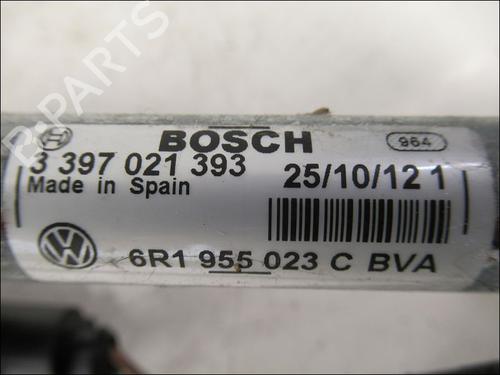 BOSCH
964
3 397 021 393
Made in Spain
25/10/12 1
6R1 955 023 C BVA
B-PARTS